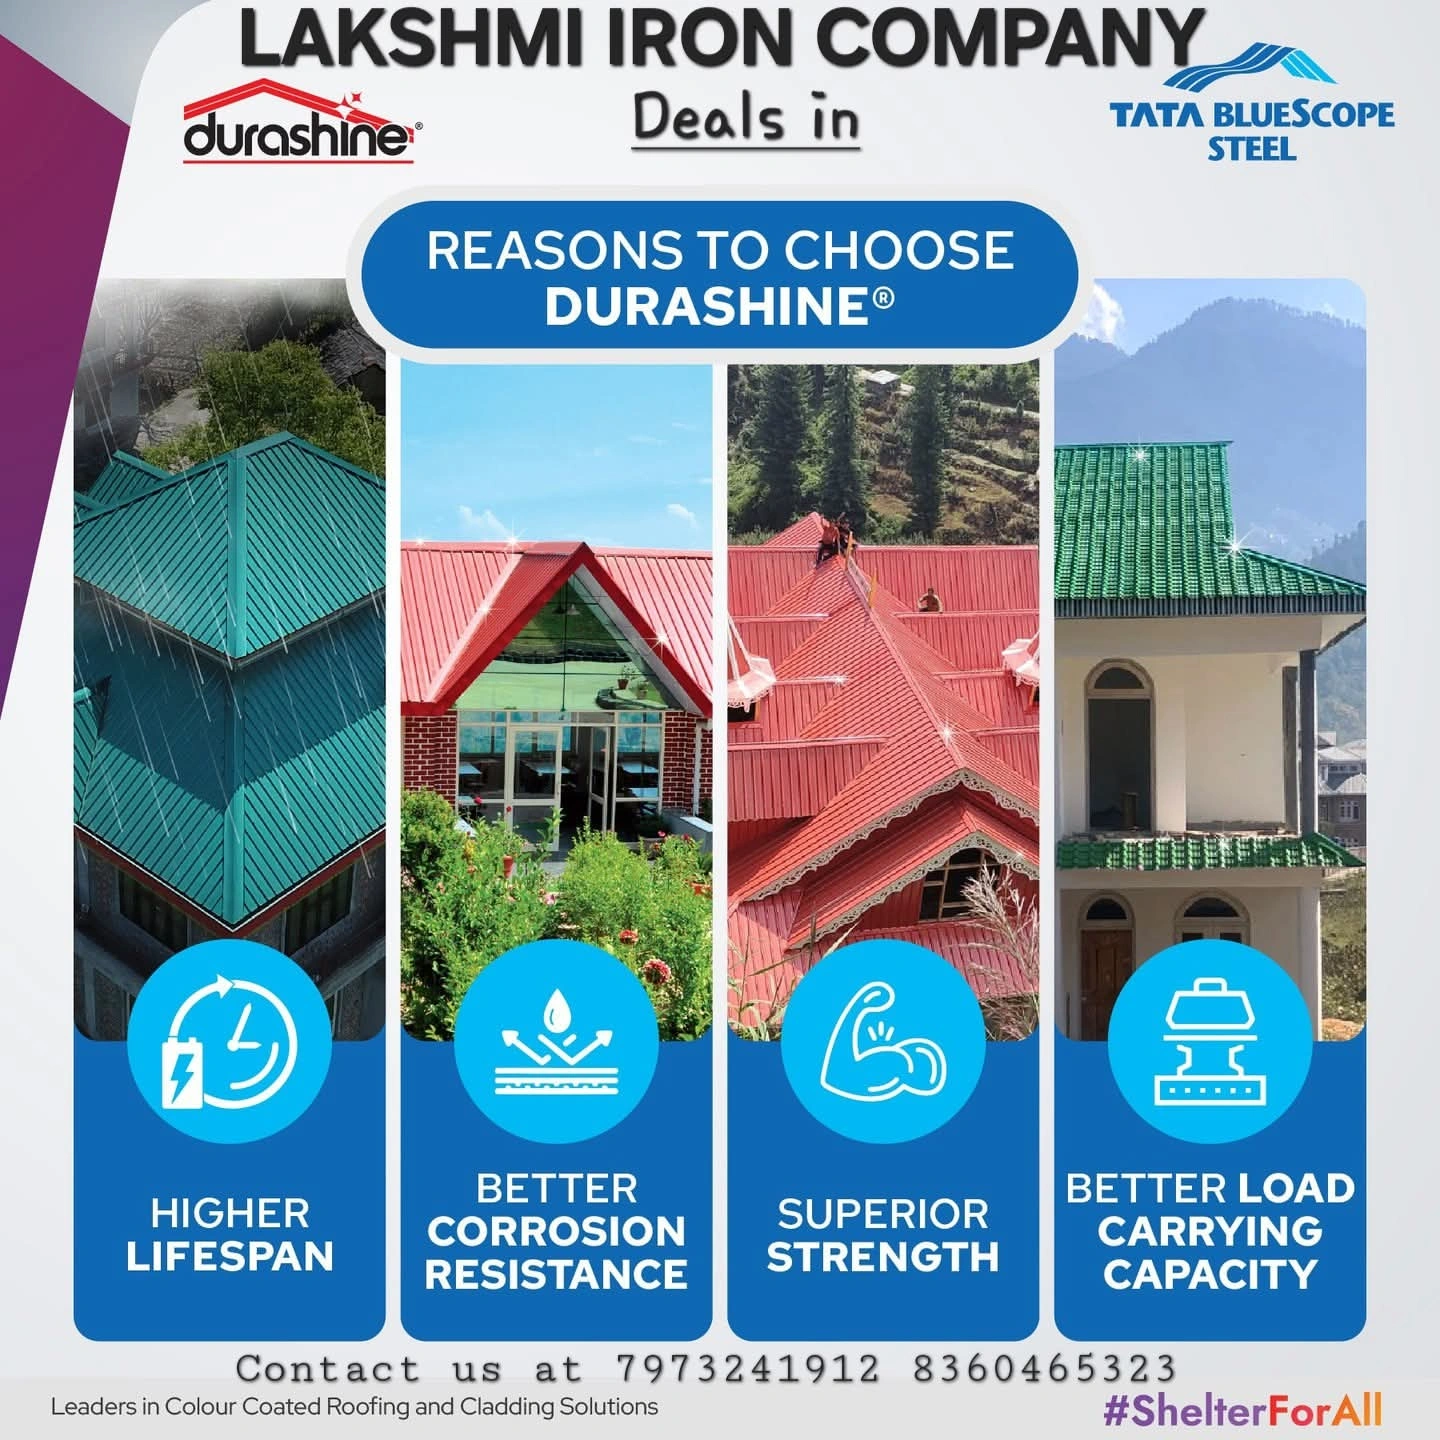 LAKSHMI IRON COMPANY
durashine®
Deals in
TATA BLUESCOPE
STEEL
REASONS TO CHOOSE
DURASHINE®
HIGHER
LIFESPAN
BETTER
CORROSION
RESISTANCE
SUPERIOR
STRENGTH
BETTER LOAD
CARRYING
CAPACITY
Contact us at 7973241912 8360465323
Leaders in Colour Coated Roofing and Cladding Solutions
#ShelterForAll